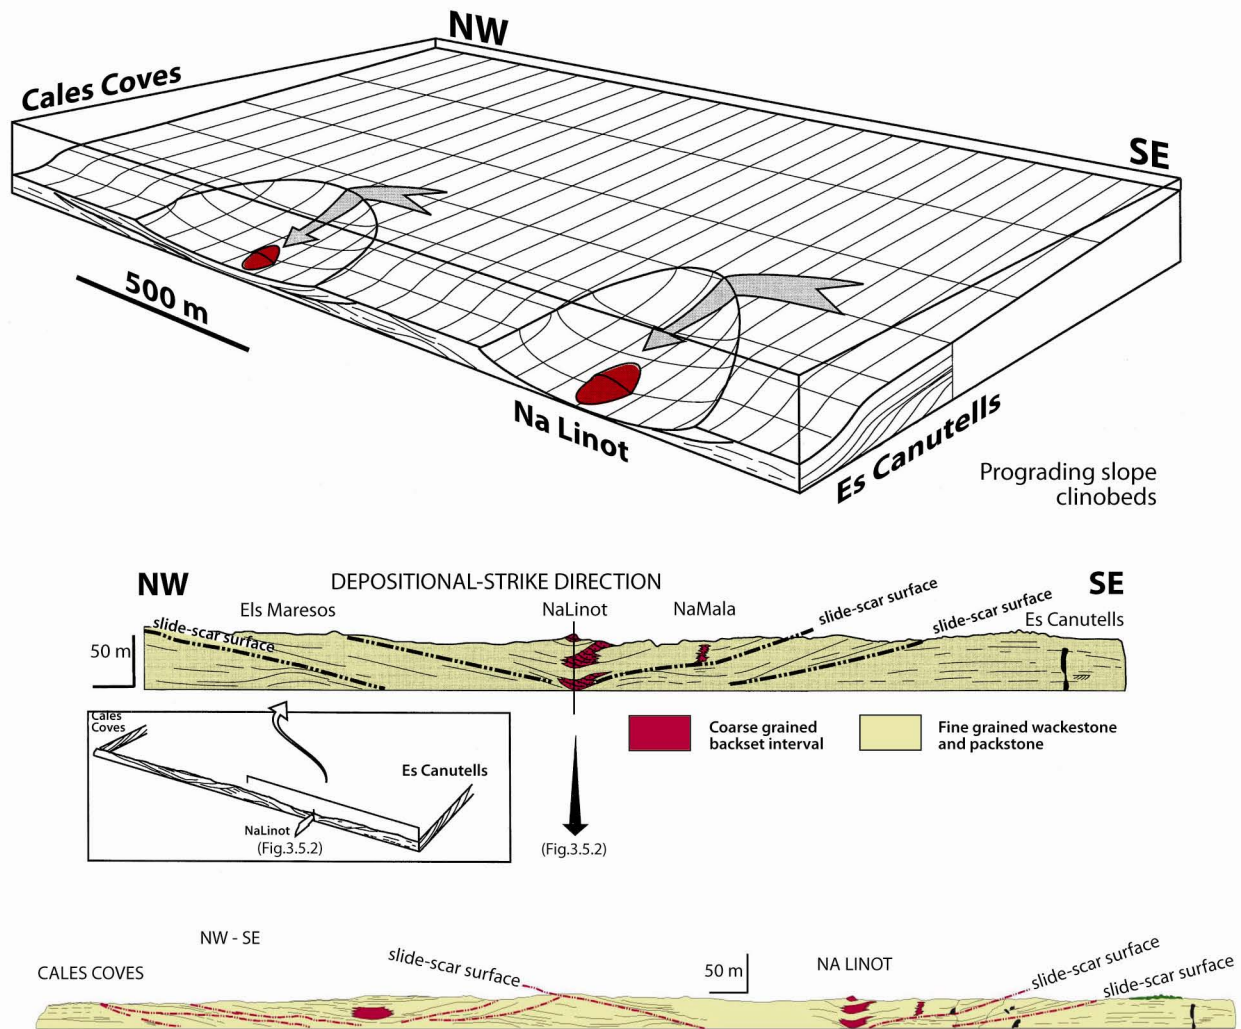 NW
Cales Coves
SE
500 m
Na Linot
Es Canutells
Prograding slope
clinobeds
NW
DEPOSITIONAL-STRIKE DIRECTION
SE
Els Maresos
NaLinot
NaMala
slide-scar surface
slide-scar surface
Es Canutells
slide-scar surface
50 m
Cales
Coves
Es Canutells
NaLinot
(Fig.3.5.2)
Coarse grained
backset interval
Fine grained wackestone
and packstone
(Fig.3.5.2)
NW - SE
CALES COVES
slide-scar surface
50 m
NA LINOT
slide-scar surface
slide-scar surface